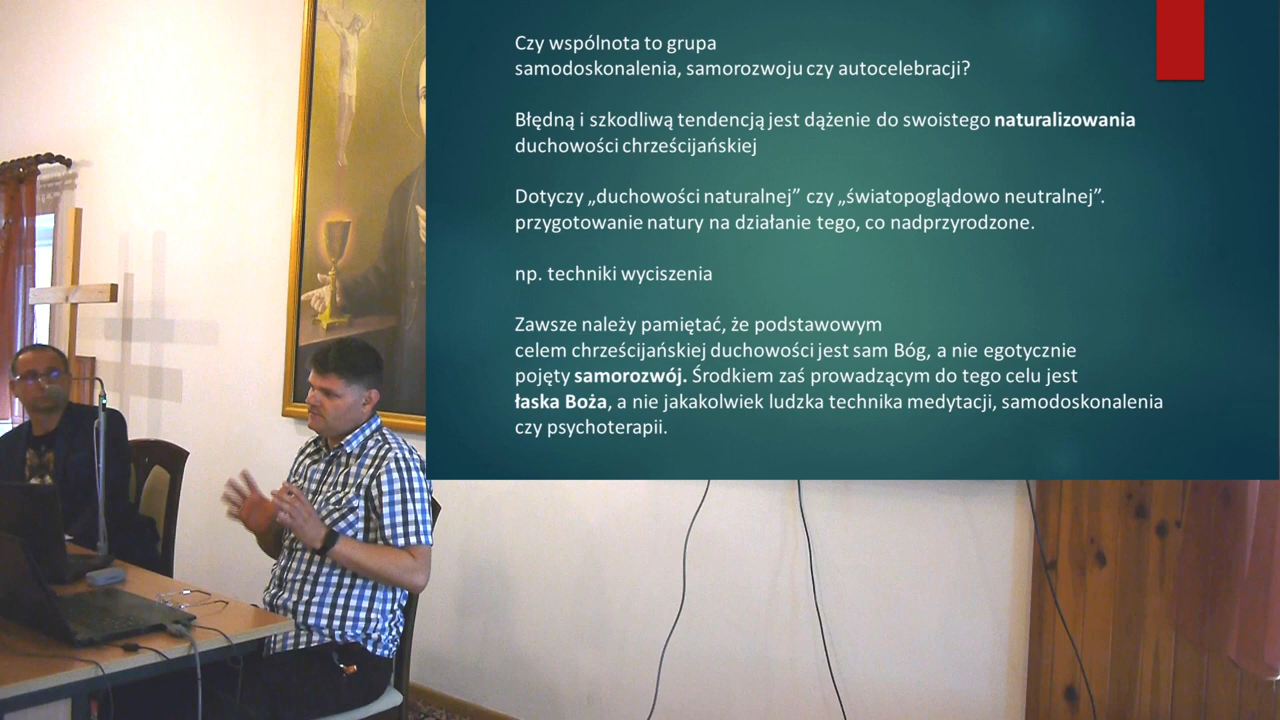 Czy wspólnota to grupa
samodoskonalenia, samorozwoju czy autocelebracji?
Błędną i szkodliwą tendencją jest dążenie do swoistego naturalizowania
duchowości chrześcijańskiej
Dotyczy „duchowości naturalnej” czy „światopoglądowo neutralnej”.
przygotowanie natury na działanie tego, co nadprzyrodzone.
np. techniki wyciszenia
Zawsze należy pamiętać, że podstawowym
celem chrześcijańskiej duchowości jest sam Bóg, a nie egotycznie
pojęty samorozwój. Środkiem zaś prowadzącym do tego celu jest
łaska Boża, a nie jakakolwiek ludzka technika medytacji, samodoskonalenia
czy psychoterapii.